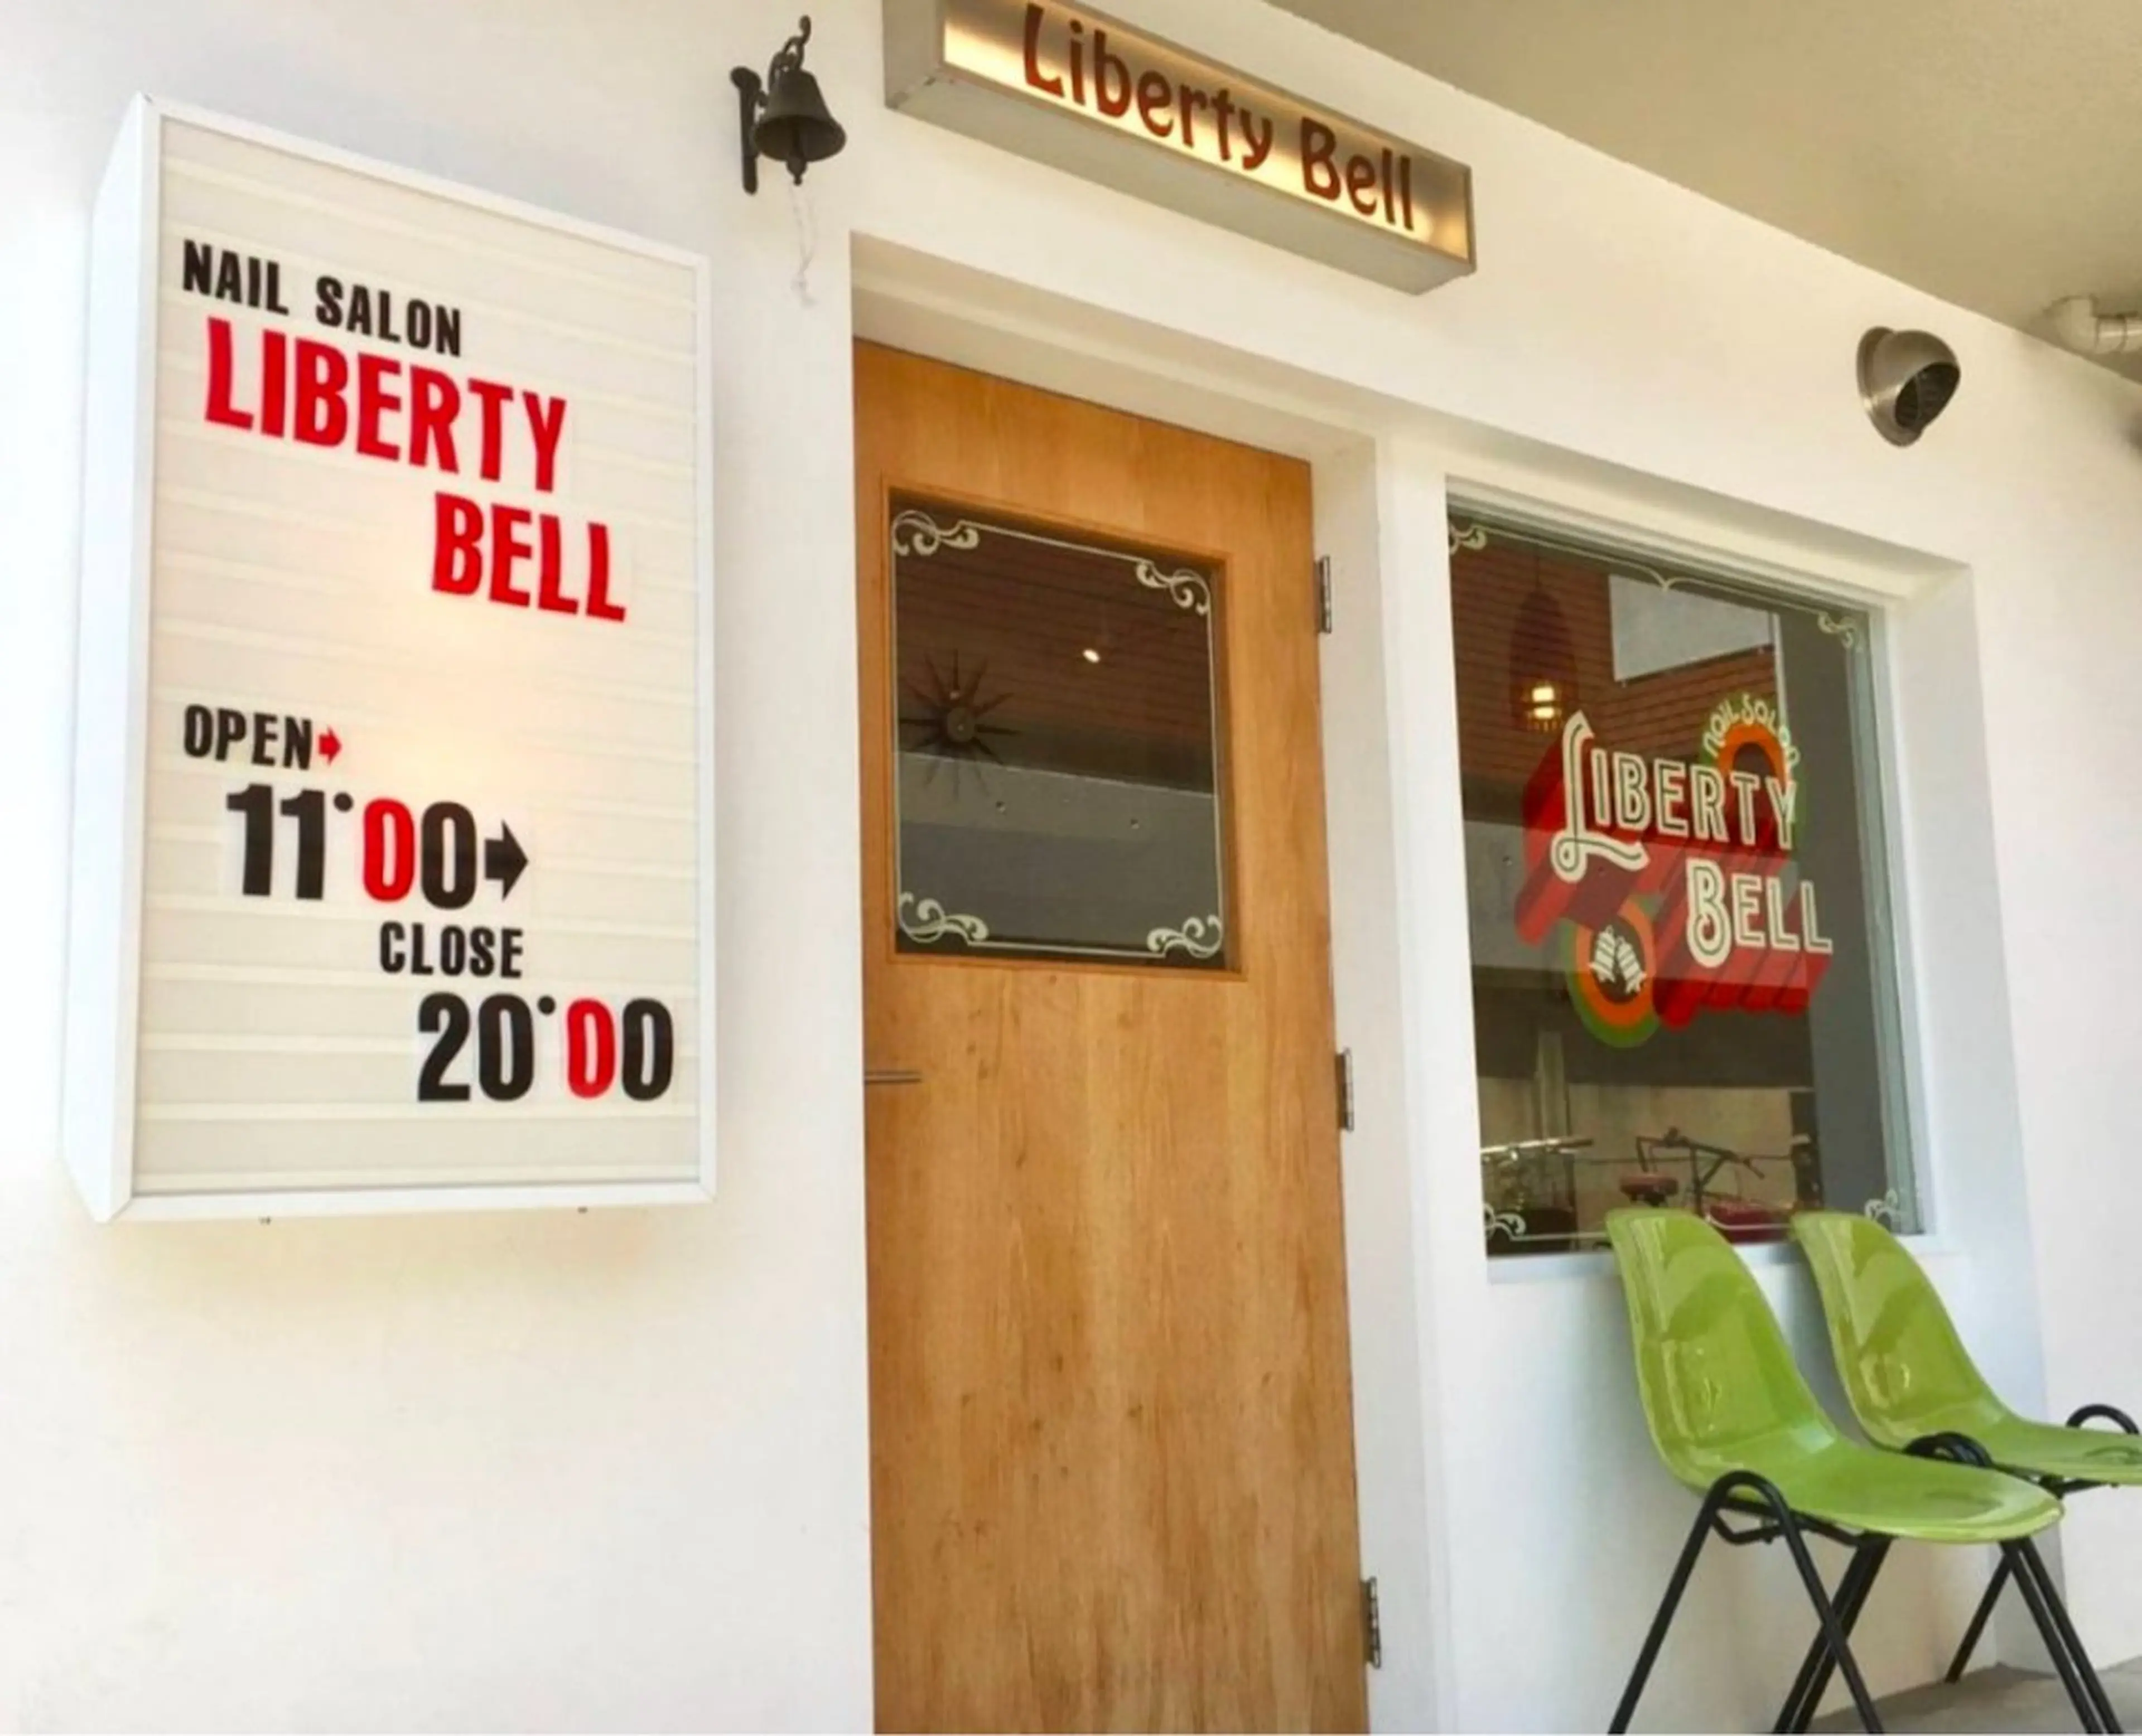 NAIL SALON
LIBERTY
BELL
OPEN➔
11:00➔
CLOSE
20:00
Liberty Bell
NAIL SALON
LIBERTY
BELL